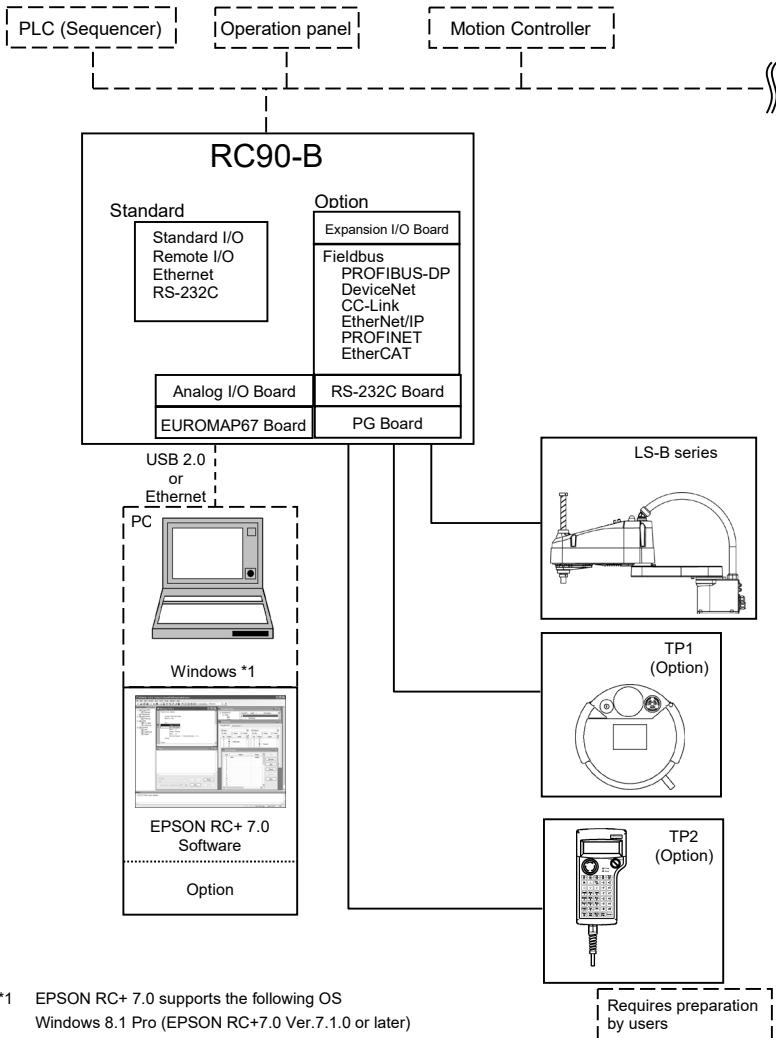 PLC (Sequencer)
Operation panel
Motion Controller
RC90-B
Standard
Standard I/O
Remote I/O
Ethernet
RS-232C
Option
Expansion I/O Board
Fieldbus
PROFIBUS-DP
DeviceNet
CC-Link
EtherNet/IP
PROFINET
EtherCAT
Analog I/O Board
RS-232C Board
EUROMAP67 Board
PG Board
USB 2.0
or
Ethernet
PC
Windows *1
EPSON RC+ 7.0
Software
Option
LS-B series
TP1
(Option)
TP2
(Option)
*1 EPSON RC+ 7.0 supports the following OS
Windows 8.1 Pro (EPSON RC+7.0 Ver.7.1.0 or later)
Requires preparation
by users